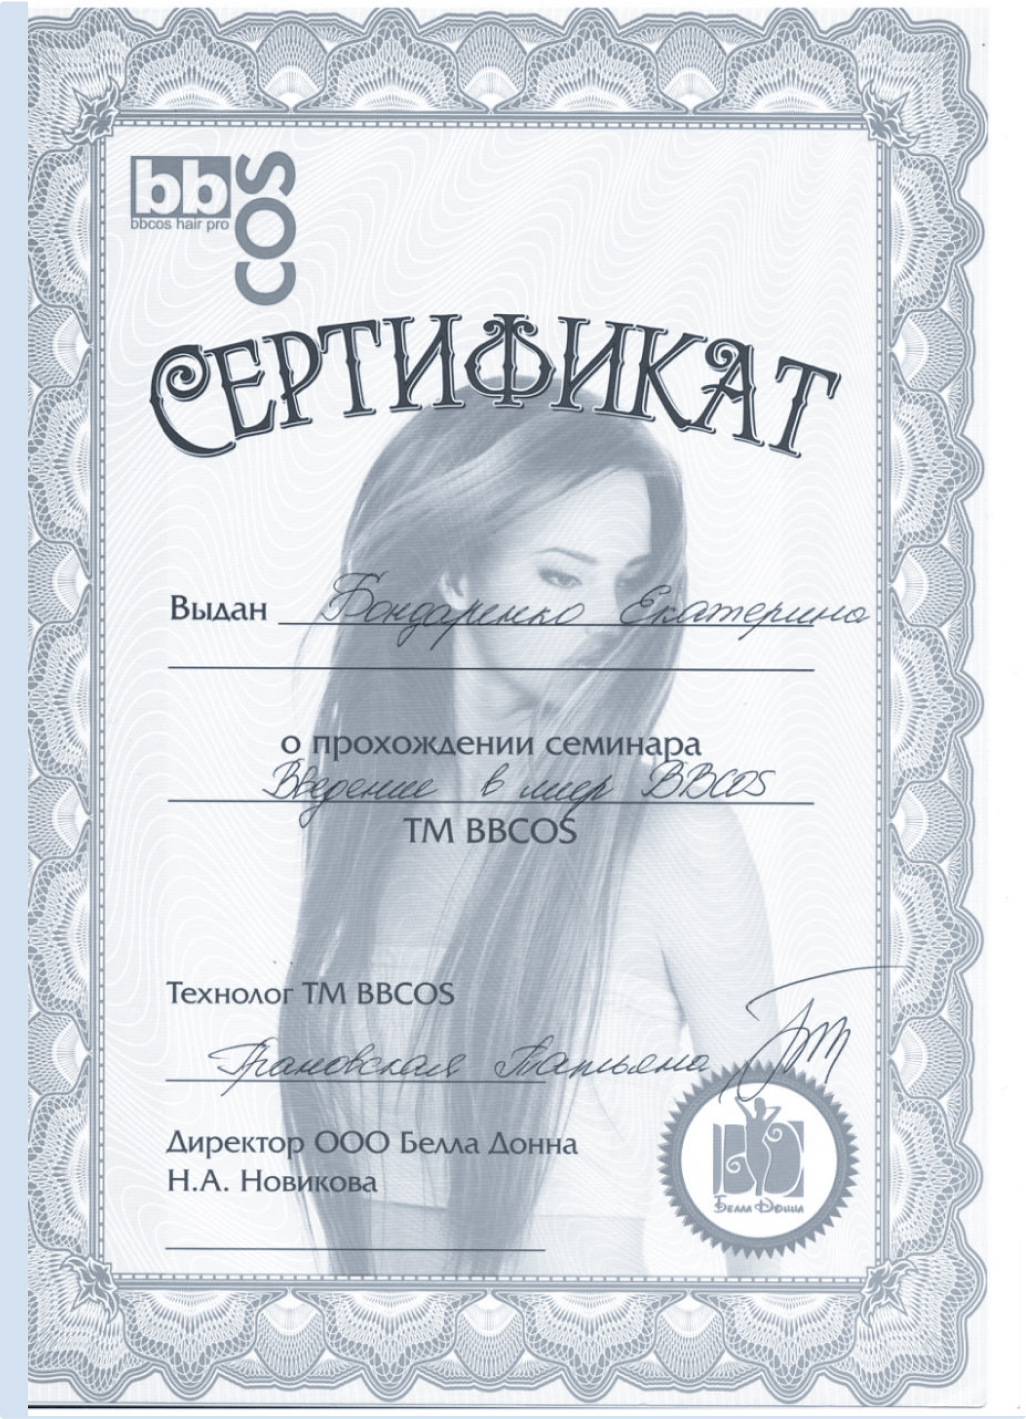 bb cos
bbcos hair pro
СЕРТИФИКАТ
Выдан Бондаренко Екатерина
о прохождении семинара
Введение в мир BBCOS
ТМ BBCOS
Технолог ТМ BBCOS
Грановская Татьяна
Директор ООО Белла Донна
Н.А. Новикова
Белла Донна